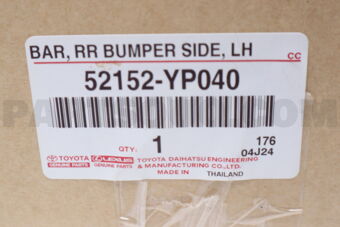 BAR, RR BUMPER SIDE, LH
CC
52152-YP040
QTY: 1
176
04J24
TOYOTA LEXUS
GENUINE PARTS GENUINE PARTS
TOYOTA DAIHATSU ENGINEERING
& MANUFACTURING CO., LTD.
MADE IN THAILAND